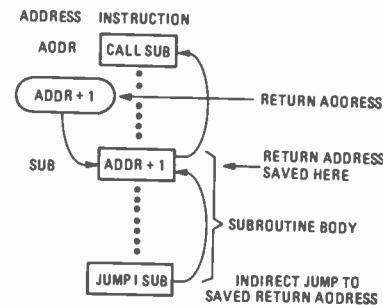 ADDRESS INSTRUCTION
AODR CALL SUB
ADDR + 1
RETURN AOORESS
SUB ADDR + 1
RETURN ADDRESS
SAVED HERE
SUBROUTINE BODY
JUMP I SUB
INDIRECT JUMP TO
SAVED RETURN ADDRESS